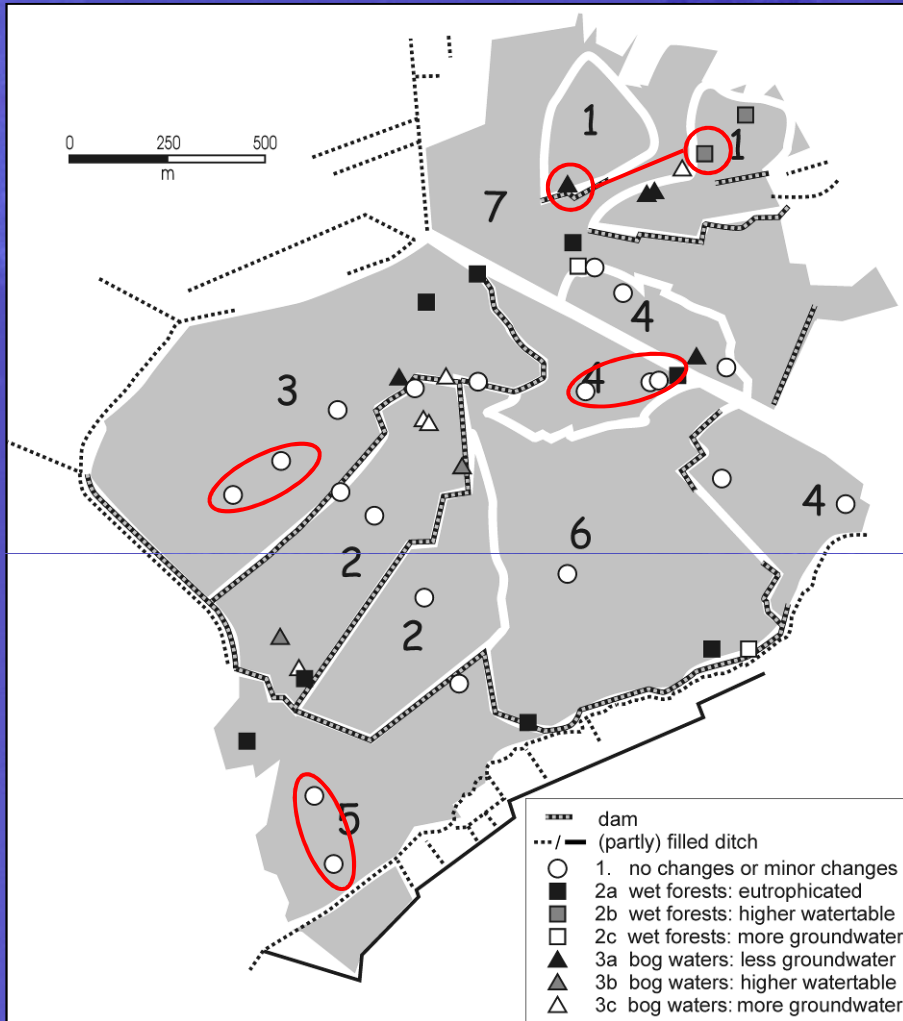 0 250 500
m
1
1
7
4
3
4
4
6
2
2
5
dam
/ (partly) filled ditch
1. no changes or minor changes
2a wet forests: eutrophicated
2b wet forests: higher watertable
2c wet forests: more groundwater
3a bog waters: less groundwater
3b bog waters: higher watertable
3c bog waters: more groundwater